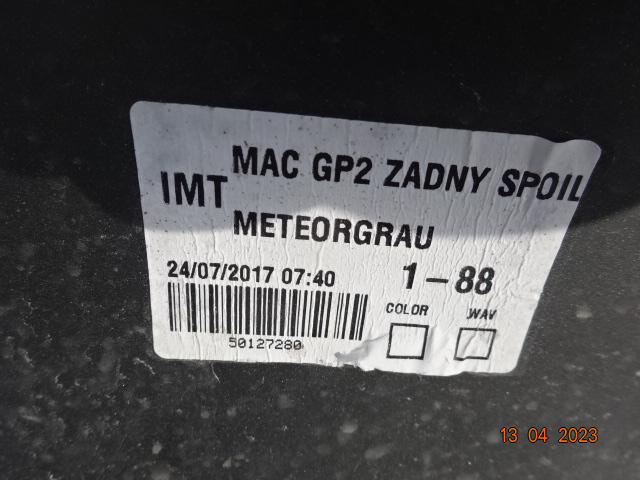 MAC GP2 ZADNY SPOIL
IMT
METEORGRAU
24/07/2017 07:40
1-88
COLOR
WAV
50127280
13 04 2023